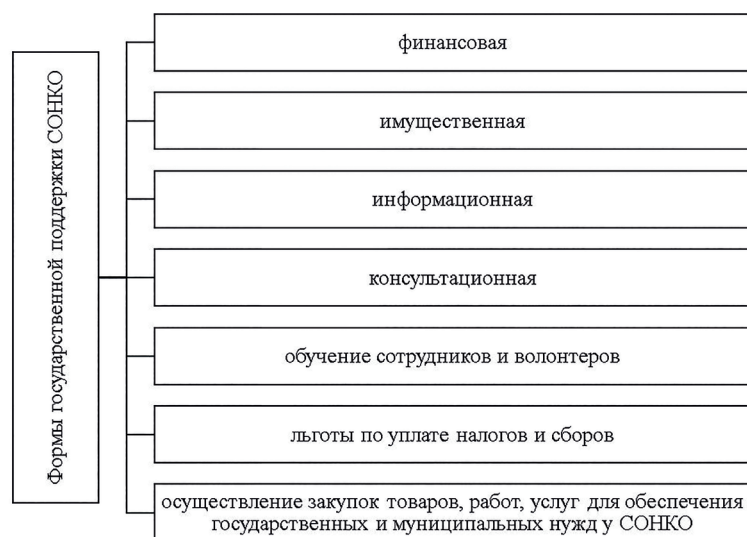 Формы государственной поддержки СОНКО
финансовая
имущественная
информационная
консультационная
обучение сотрудников и волонтеров
льготы по уплате налогов и сборов
осуществление закупок товаров, работ, услуг для обеспечения
государственных и муниципальных нужд у СОНКО